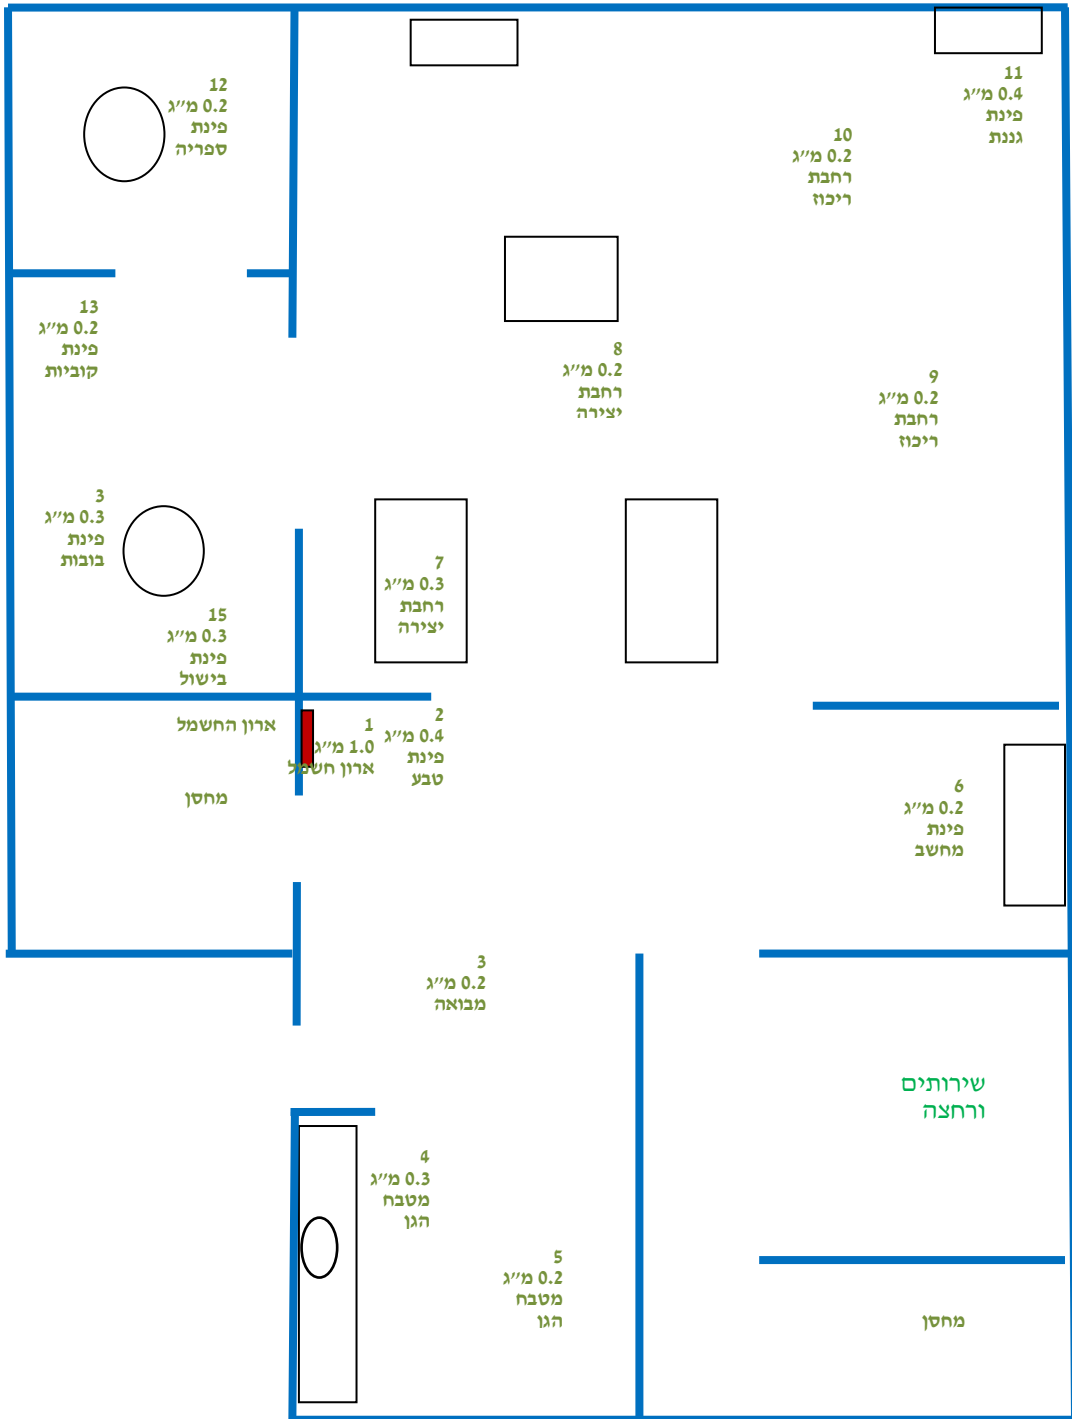 12
0.2 מ"ג
פינת
ספריה
11
0.4 מ"ג
פינת
גננת
10
0.2 מ"ג
רחבת
ריכוז
13
0.2 מ"ג
פינת
קוביות
8
0.2 מ"ג
רחבת
יצירה
9
0.2 מ"ג
רחבת
ריכוז
3
0.3 מ"ג
פינת
בובות
7
0.3 מ"ג
רחבת
יצירה
15
0.3 מ"ג
פינת
בישול
ארון החשמל
1
1.0 מ"ג
ארון חשמל
2
0.4 מ"ג
פינת
טבע
מחסן
6
0.2 מ"ג
פינת
מחשב
3
0.2 מ"ג
מבואה
שירותים
ורחצה
4
0.3 מ"ג
מטבח
הגן
5
0.2 מ"ג
מטבח
הגן
מחסן